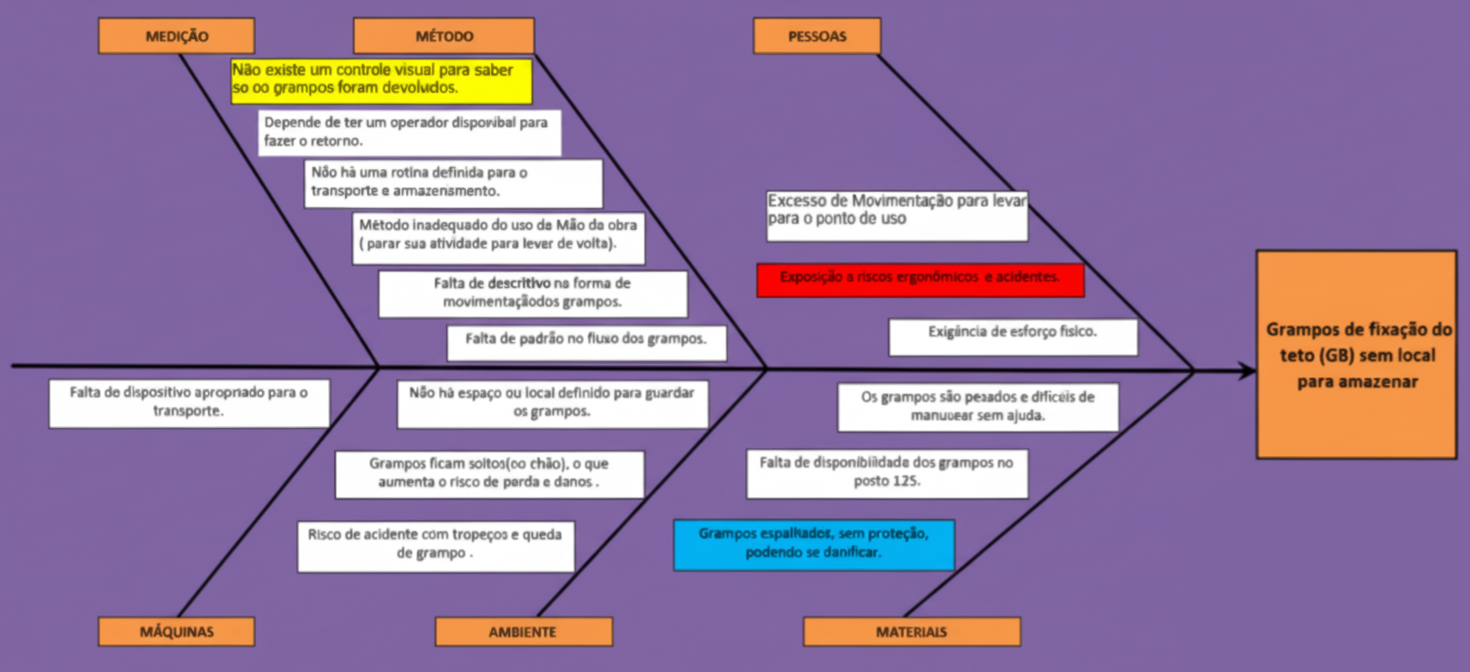 MEDIÇÃO
MÉTODO
PESSOAS
Não existe um controle visual para saber
so oo grampos foram devolvidos.
Depende de ter um operador disponibal para
fazer o retorno.
Não hà uma rotina definida para o
transporte e armazenamento.
Método inadequado do uso da Mão da obra
( parar sua atividade para lever de volta).
Falta de descritivo na forma de
movimentaçãodos grampos.
Falta de padrão no fluxo dos grampos.
Excesso de Movimentação para levar
para o ponto de uso
Exposição a riscos ergonômicos e acidentes.
Exigância de esforço fisico.
Grampos de fixação do
teto (GB) sem local
para amazenar
Falta de dispositivo apropriado para o
transporte.
Não hà espaço ou local definido para guardar
os grampos.
Grampos ficam soltos(oo chão), o que
aumenta o risco de perda e danos .
Risco de acidente com tropeços e queda
de grampo .
Os grampos são pesados e difíceis de
manusear sem ajuda.
Falta de disponibilidade dos grampos no
posto 125.
Grampos espalhados, sem proteção,
podendo se danificar.
MÁQUINAS
AMBIENTE
MATERIAIS